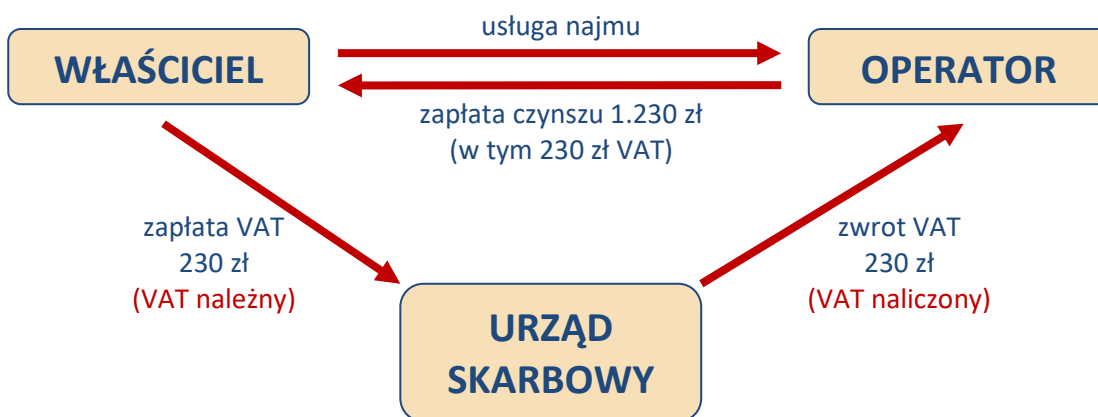 usługa najmu
WŁAŚCICIEL
OPERATOR
zapłata czynszu 1.230 zł
(w tym 230 zł VAT)
zapłata VAT
230 zł
(VAT należny)
zwrot VAT
230 zł
(VAT naliczony)
URZĄD
SKARBOWY